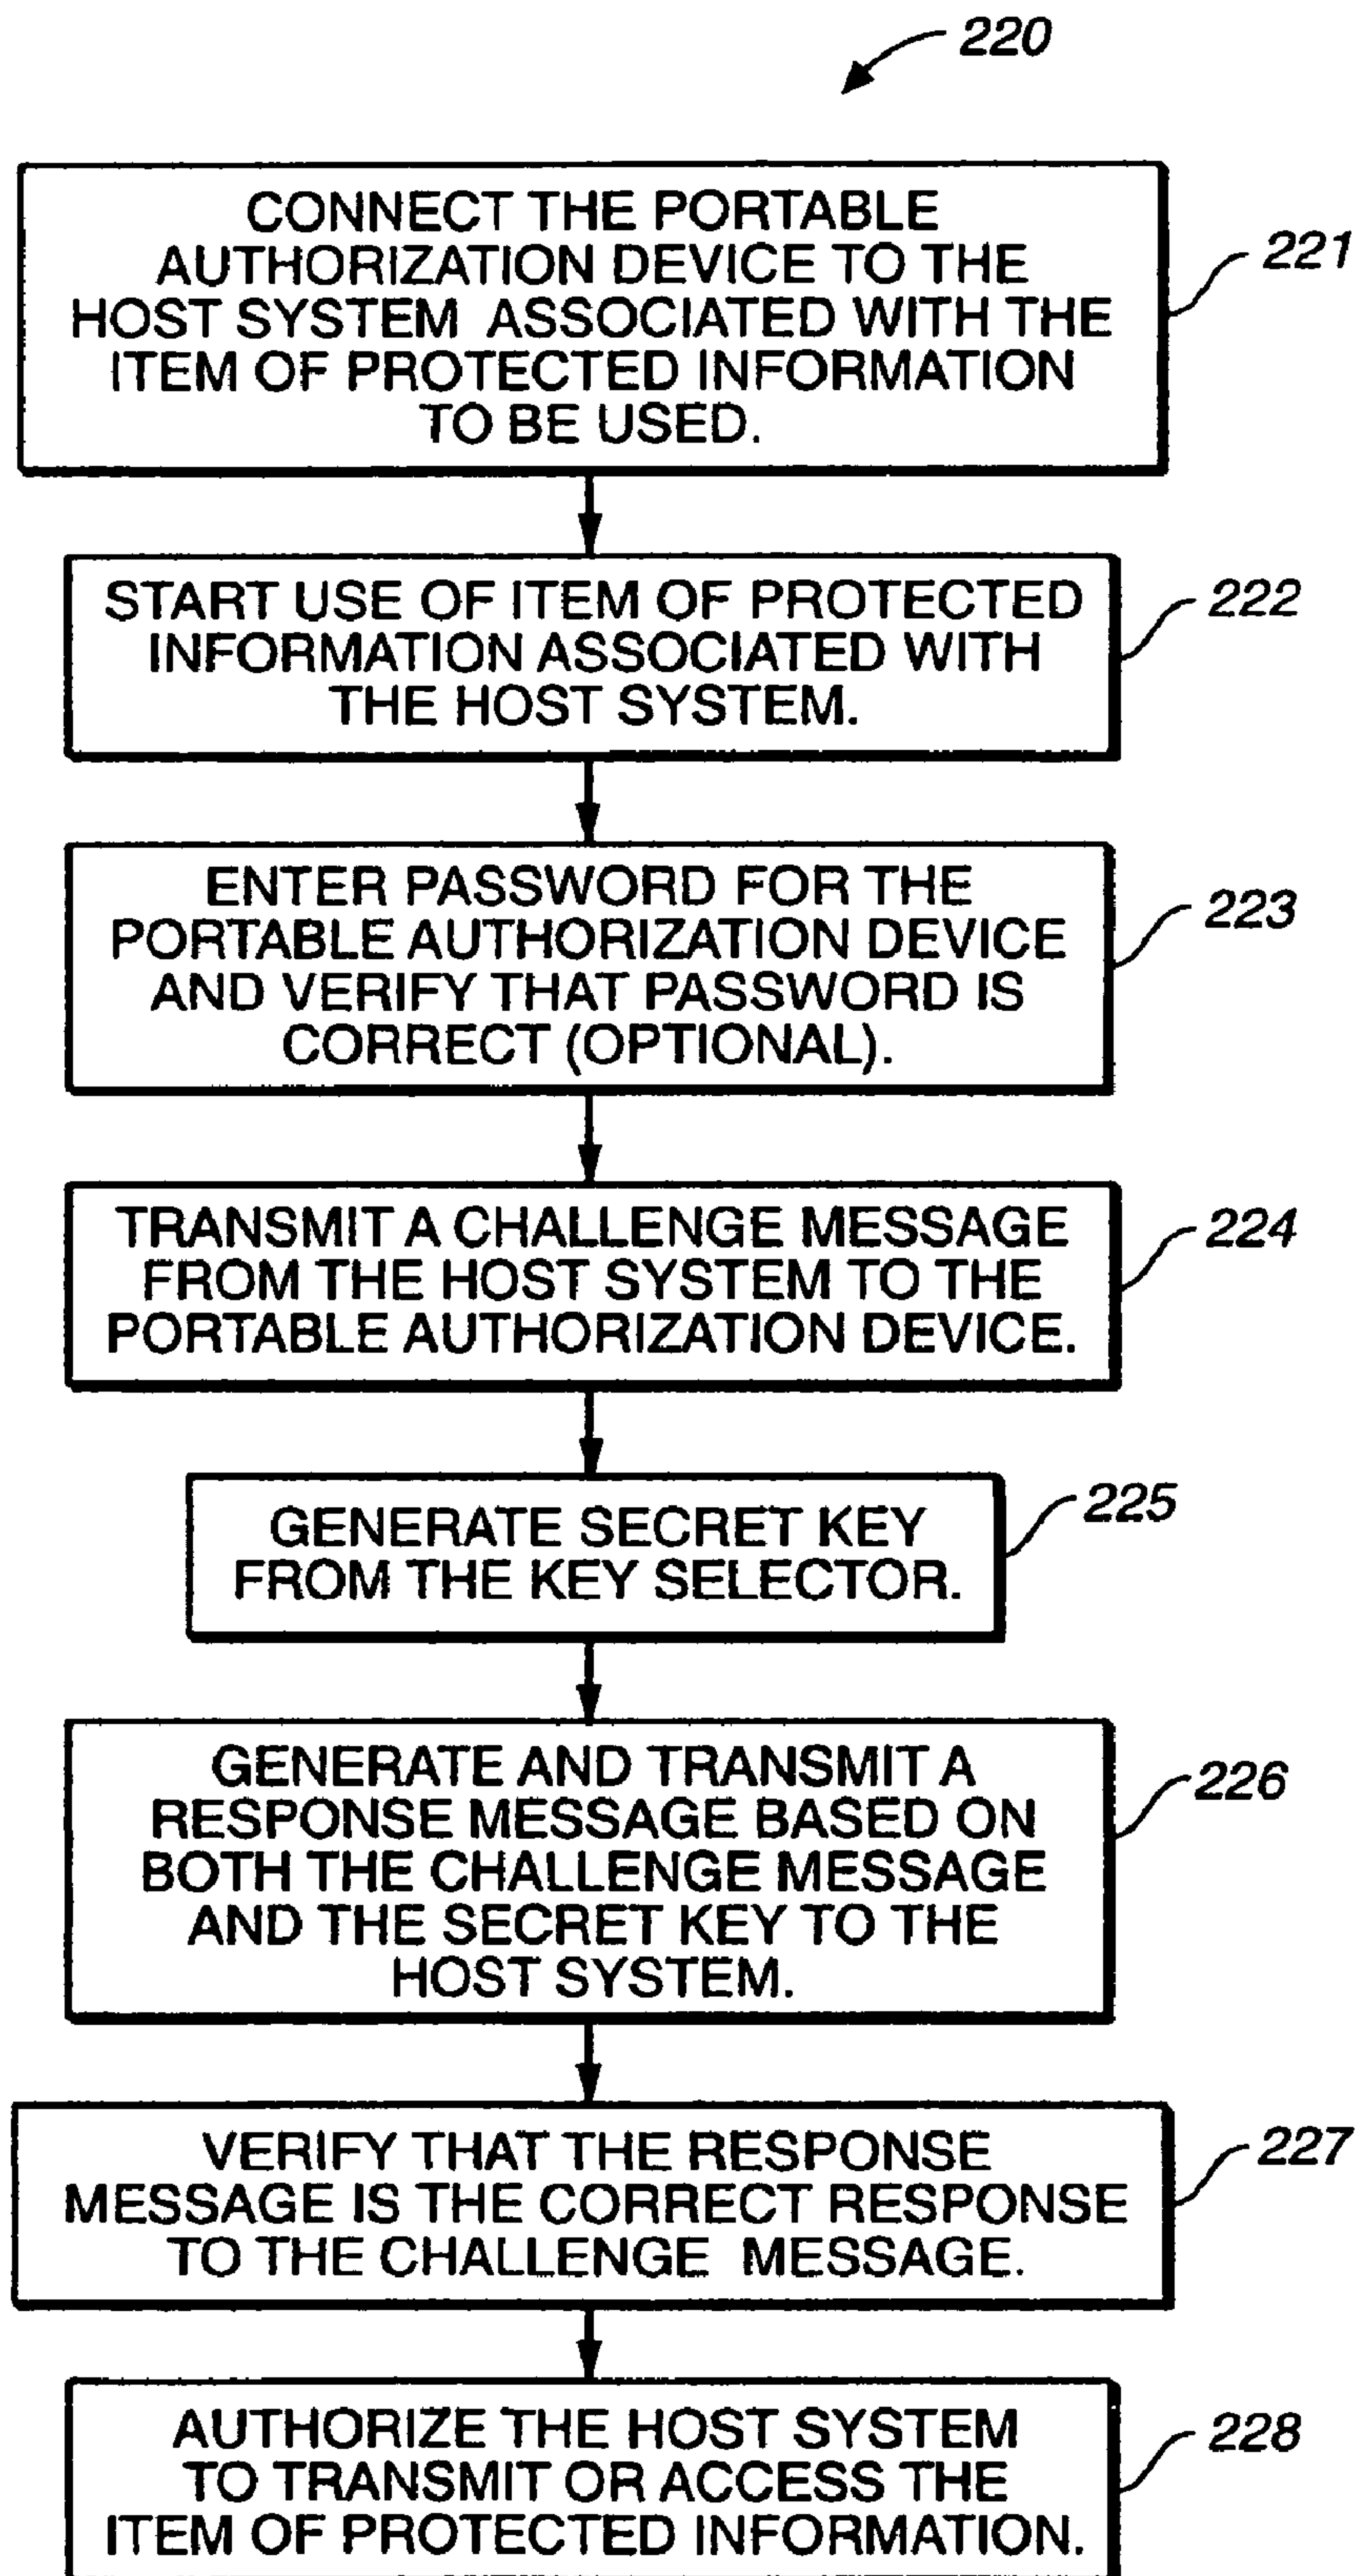 220
CONNECT THE PORTABLE
AUTHORIZATION DEVICE TO THE
HOST SYSTEM ASSOCIATED WITH THE
ITEM OF PROTECTED INFORMATION
TO BE USED.
221
START USE OF ITEM OF PROTECTED
INFORMATION ASSOCIATED WITH
THE HOST SYSTEM.
222
ENTER PASSWORD FOR THE
PORTABLE AUTHORIZATION DEVICE
AND VERIFY THAT PASSWORD IS
CORRECT (OPTIONAL).
223
TRANSMIT A CHALLENGE MESSAGE
FROM THE HOST SYSTEM TO THE
PORTABLE AUTHORIZATION DEVICE.
224
GENERATE SECRET KEY
FROM THE KEY SELECTOR.
225
GENERATE AND TRANSMIT A
RESPONSE MESSAGE BASED ON
BOTH THE CHALLENGE MESSAGE
AND THE SECRET KEY TO THE
HOST SYSTEM.
226
VERIFY THAT THE RESPONSE
MESSAGE IS THE CORRECT RESPONSE
TO THE CHALLENGE MESSAGE.
227
AUTHORIZE THE HOST SYSTEM
TO TRANSMIT OR ACCESS THE
ITEM OF PROTECTED INFORMATION.
228